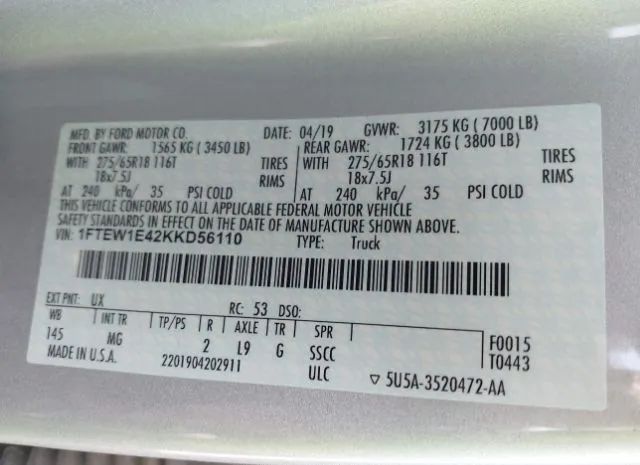 MFD. BY FORD MOTOR CO. DATE: 04/19 GVWR: 3175 KG ( 7000 LB)
FRONT GAWR: 1565 KG ( 3450 LB) REAR GAWR: 1724 KG ( 3800 LB)
WITH 275/65R18 116T TIRES WITH 275/65R18 116T TIRES
18x7.5J RIMS 18x7.5J RIMS
AT 240 kPa/ 35 PSI COLD AT 240 kPa/ 35 PSI COLD
THIS VEHICLE CONFORMS TO ALL APPLICABLE FEDERAL MOTOR VEHICLE
SAFETY STANDARDS IN EFFECT ON THE DATE OF MANUFACTURE SHOWN ABOVE.
VIN: 1FTEW1E42KKD56110 TYPE: Truck
EXT PNT: UX RC: 53 DSO:
WB INT TR TP/PS R AXLE TR SPR
145 MG 2 L9 G SSCC F0015
MADE IN U.S.A. 2201904202911 ULC T0443
▽ 5U5A-3520472-AA